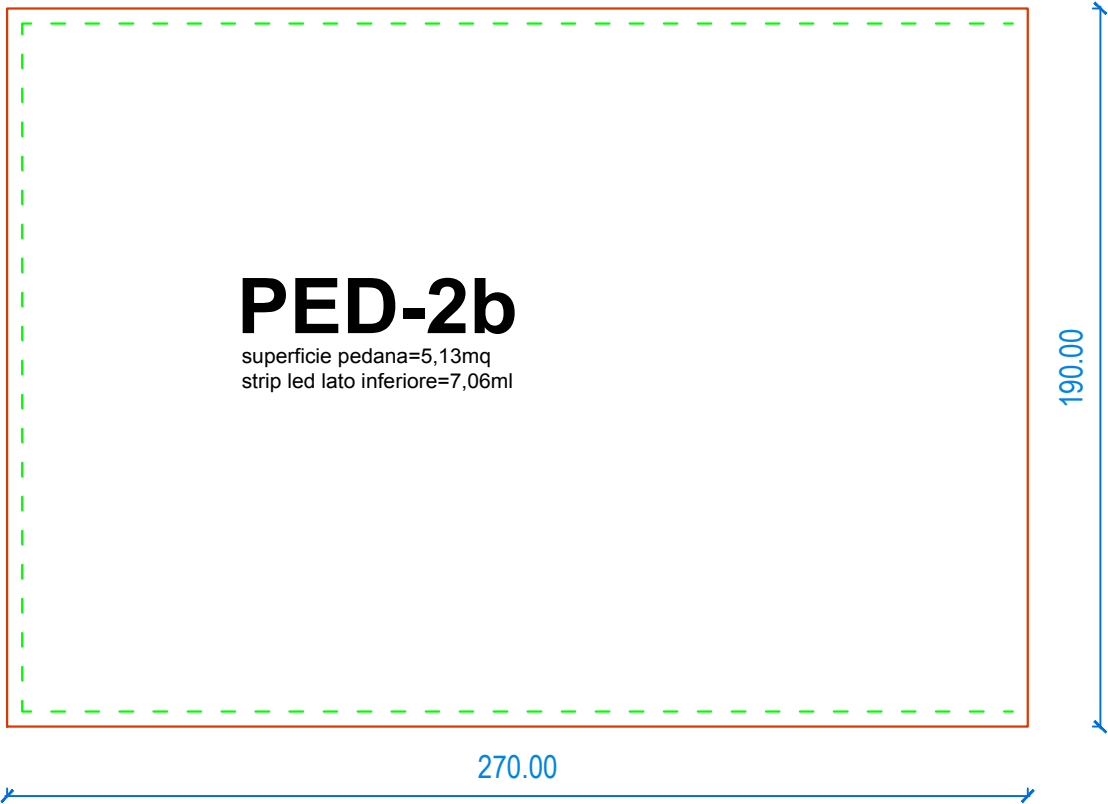 PED-2b
superficie pedana=5,13mq
strip led lato inferiore=7,06ml
190.00
270.00